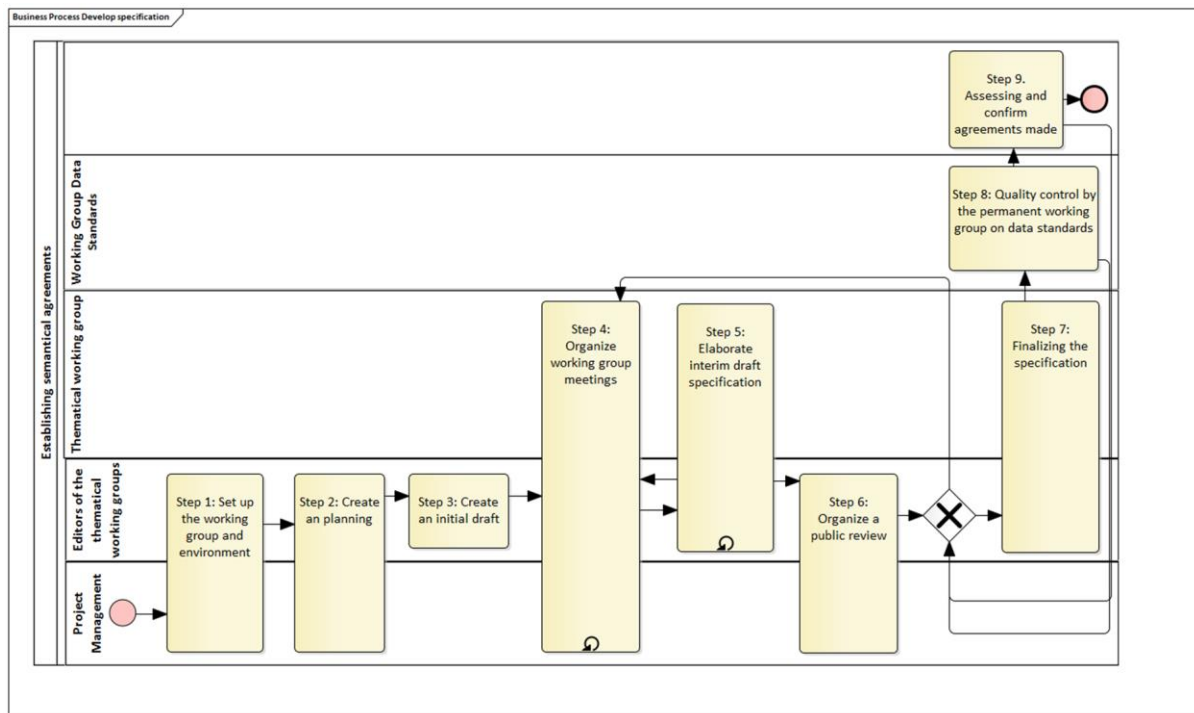 Business Process Develop specification
Establishing semantical agreements
Working Group Data
Standards
Thematical working group
Editors of the
thematical
working groups
Project
Management
Step 9.
Assessing and
confirm
agreements made
Step 8: Quality control by
the permanent working
group on data standards
Step 4:
Organize
working group
meetings
Step 5:
Elaborate
interim draft
specification
Step 7:
Finalizing the
specification
Step 1: Set up
the working
group and
environment
Step 2: Create
an planning
Step 3: Create
an initial draft
Step 6:
Organize a
public review